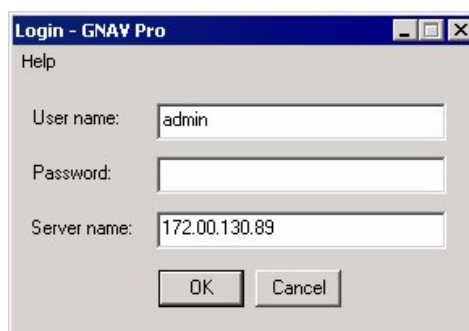 Login - GNAV Pro
Help
User name: admin
Password:
Server name: 172.00.130.89
OK Cancel